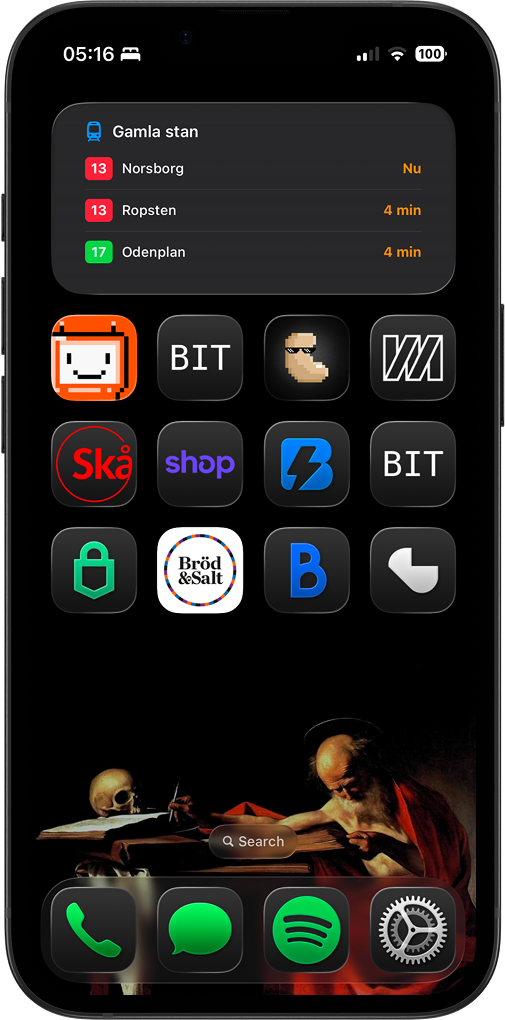 05:16
100
Gamla stan
13 Norsborg Nu
13 Ropsten 4 min
17 Odenplan 4 min
BIT
Skå
shop
BIT
Bröd
&Salt
B
Search